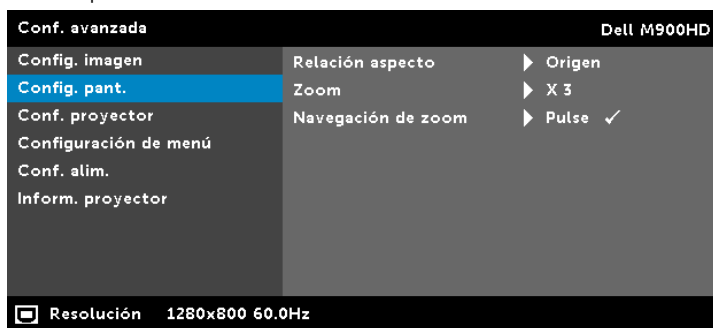 Conf. avanzada Dell M900HD
Config. imagen Relación aspecto Origen
Config. pant. Zoom X 3
Conf. proyector Navegación de zoom Pulse ✓
Configuración de menú
Conf. alim.
Inform. proyector
Resolución 1280x800 60.0Hz